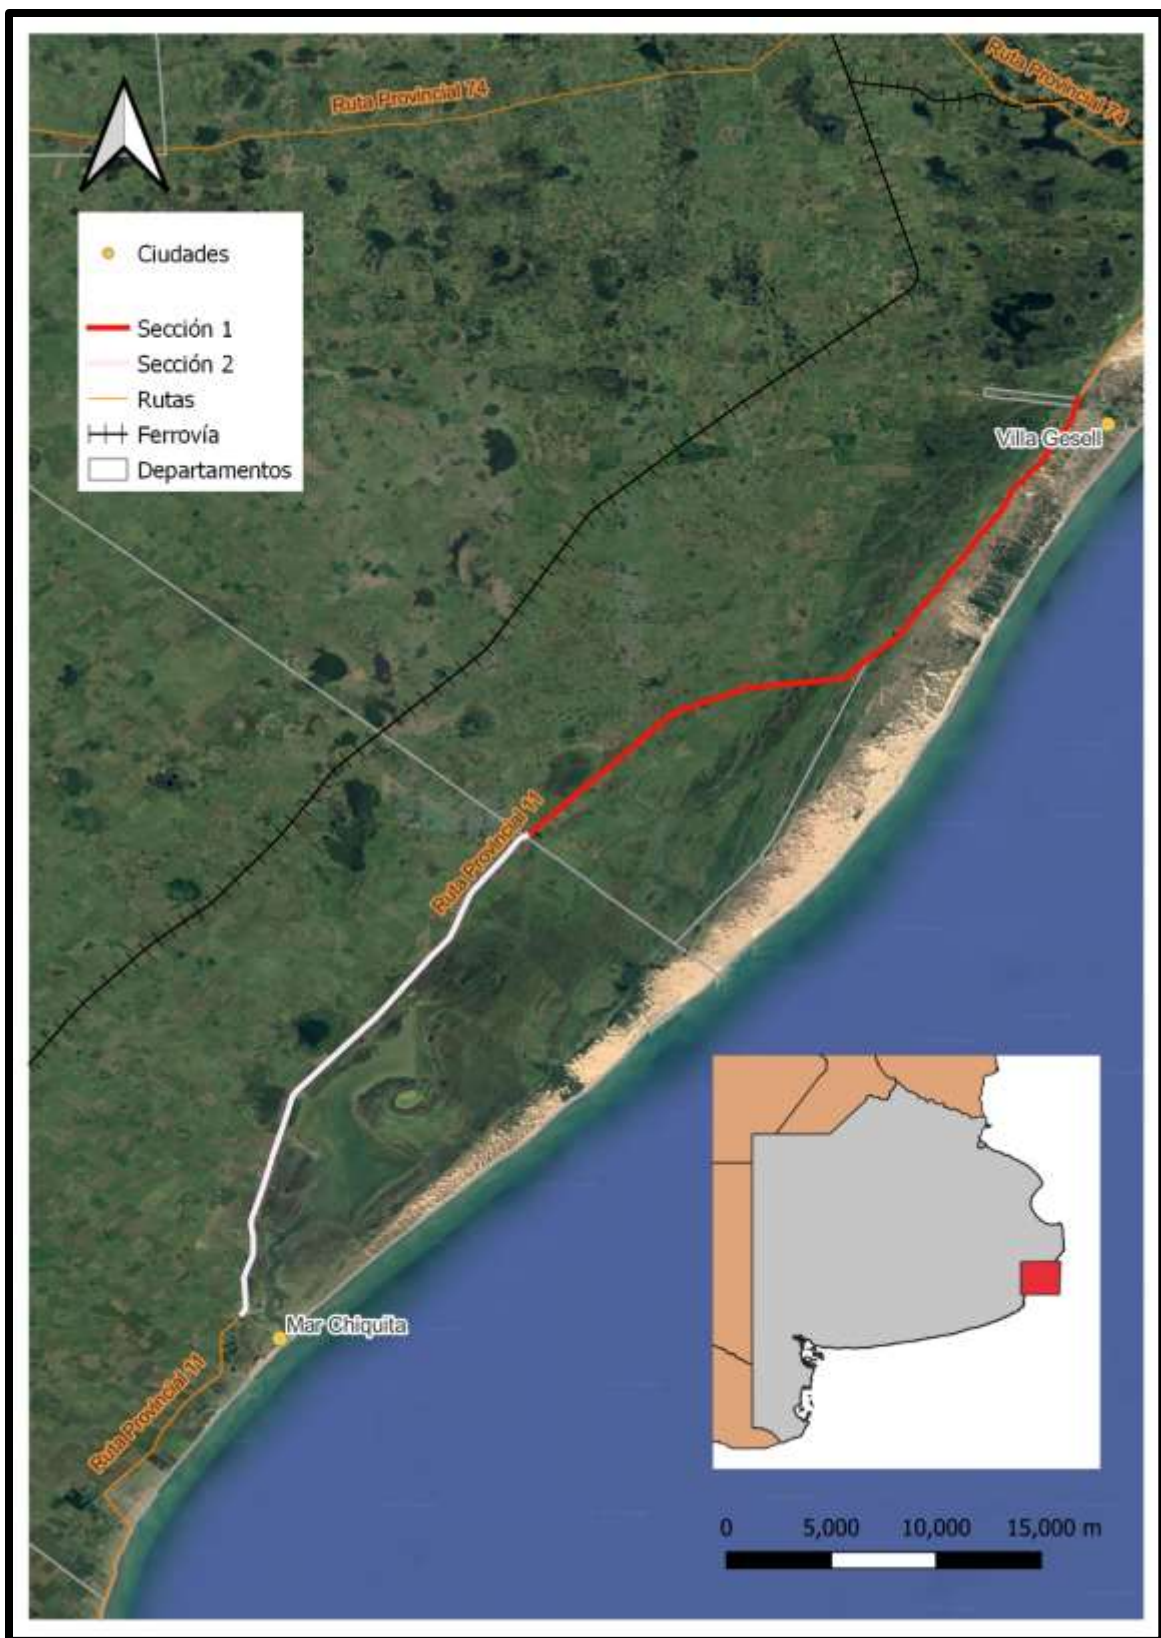 Ruta Provincial 74
Ruta Provincial 74
Ciudades
Sección 1
Sección 2
Rutas
Ferrovía
Departamentos
Villa Gesell
Ruta Provincial 11
Mar Chiquita
Ruta Provincial 11
0 5,000 10,000 15,000 m